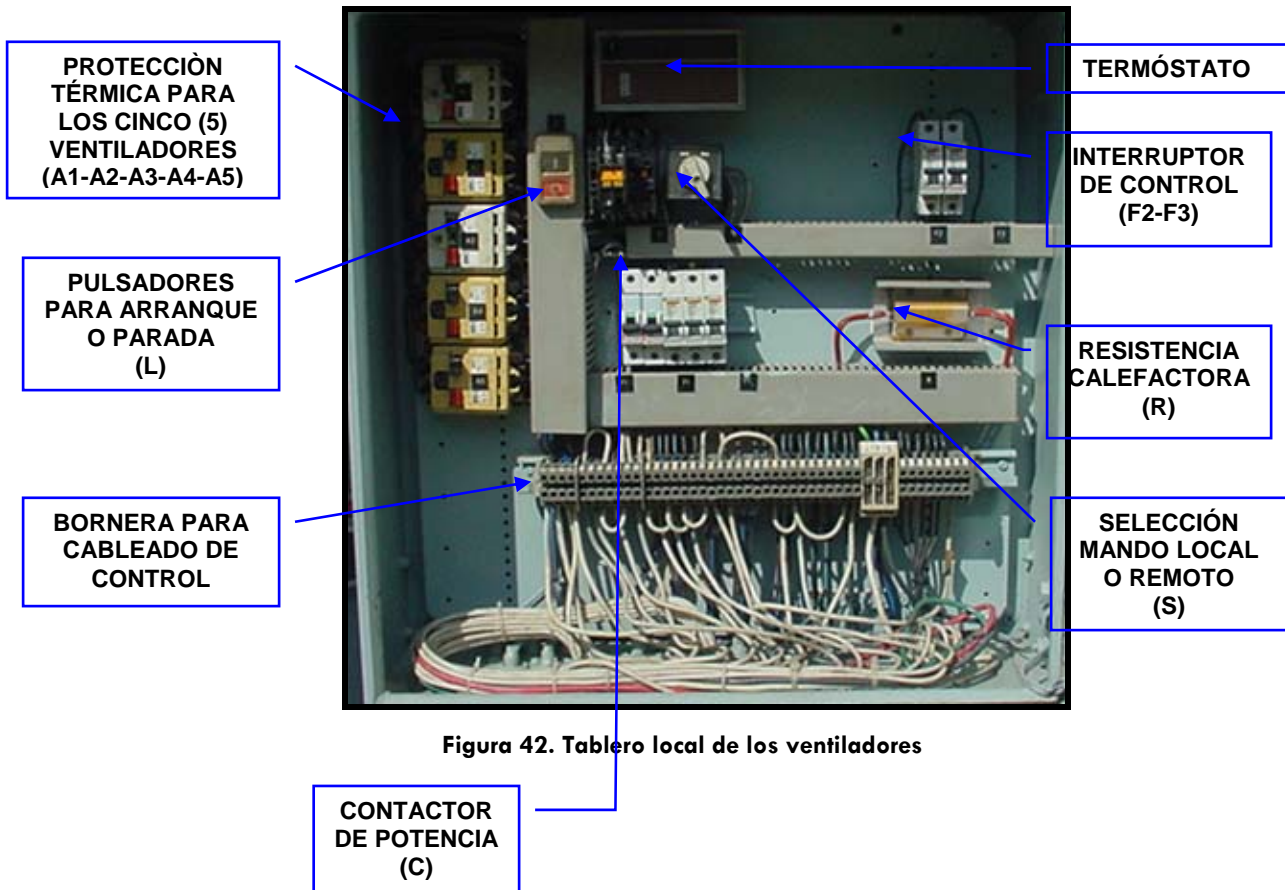 PROTECCIÒN
TÉRMICA PARA
LOS CINCO (5)
VENTILADORES
(A1-A2-A3-A4-A5)
PULSADORES
PARA ARRANQUE
O PARADA
(L)
BORNERA PARA
CABLEADO DE
CONTROL
TERMÓSTATO
INTERRUPTOR
DE CONTROL
(F2-F3)
RESISTENCIA
CALEFACTORA
(R)
SELECCIÓN
MANDO LOCAL
O REMOTO
(S)
Figura 42. Tablero local de los ventiladores
CONTACTOR
DE POTENCIA
(C)